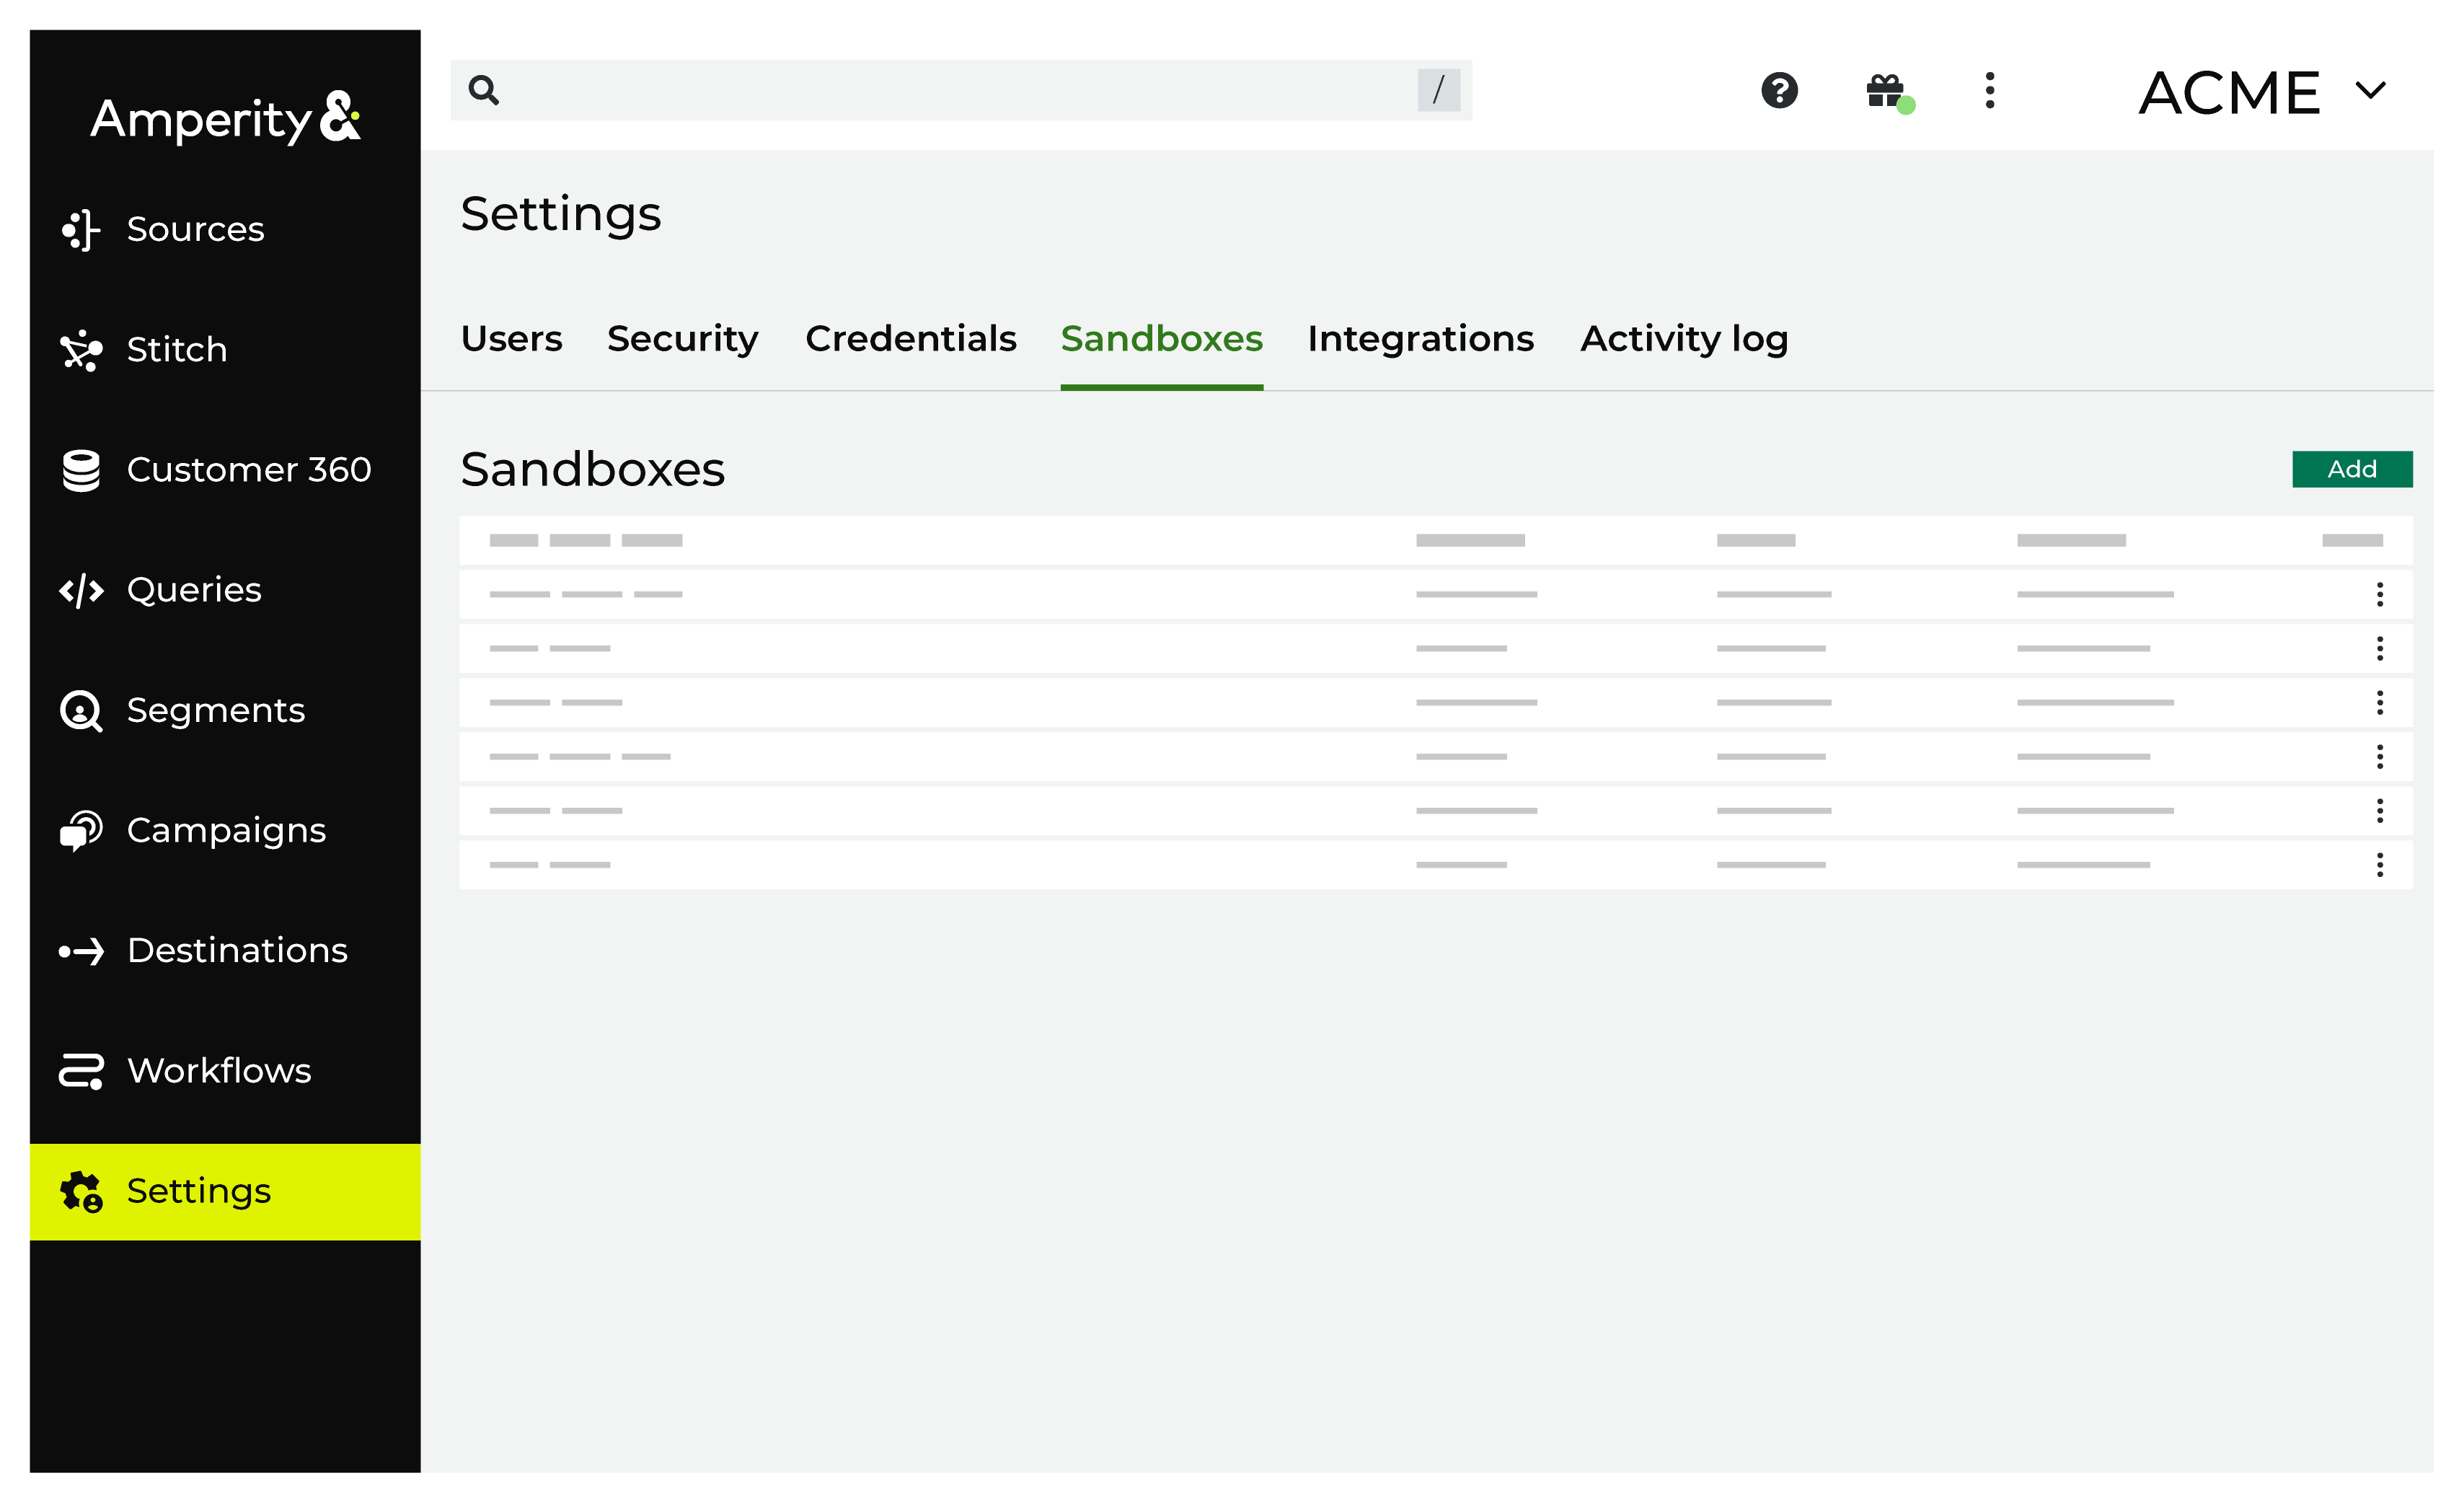 Amperity&
/
ACME
Sources
Stitch
Customer 360
Queries
Segments
Campaigns
Destinations
Workflows
Settings
Settings
Users Security Credentials Sandboxes Integrations Activity log
Sandboxes
Add